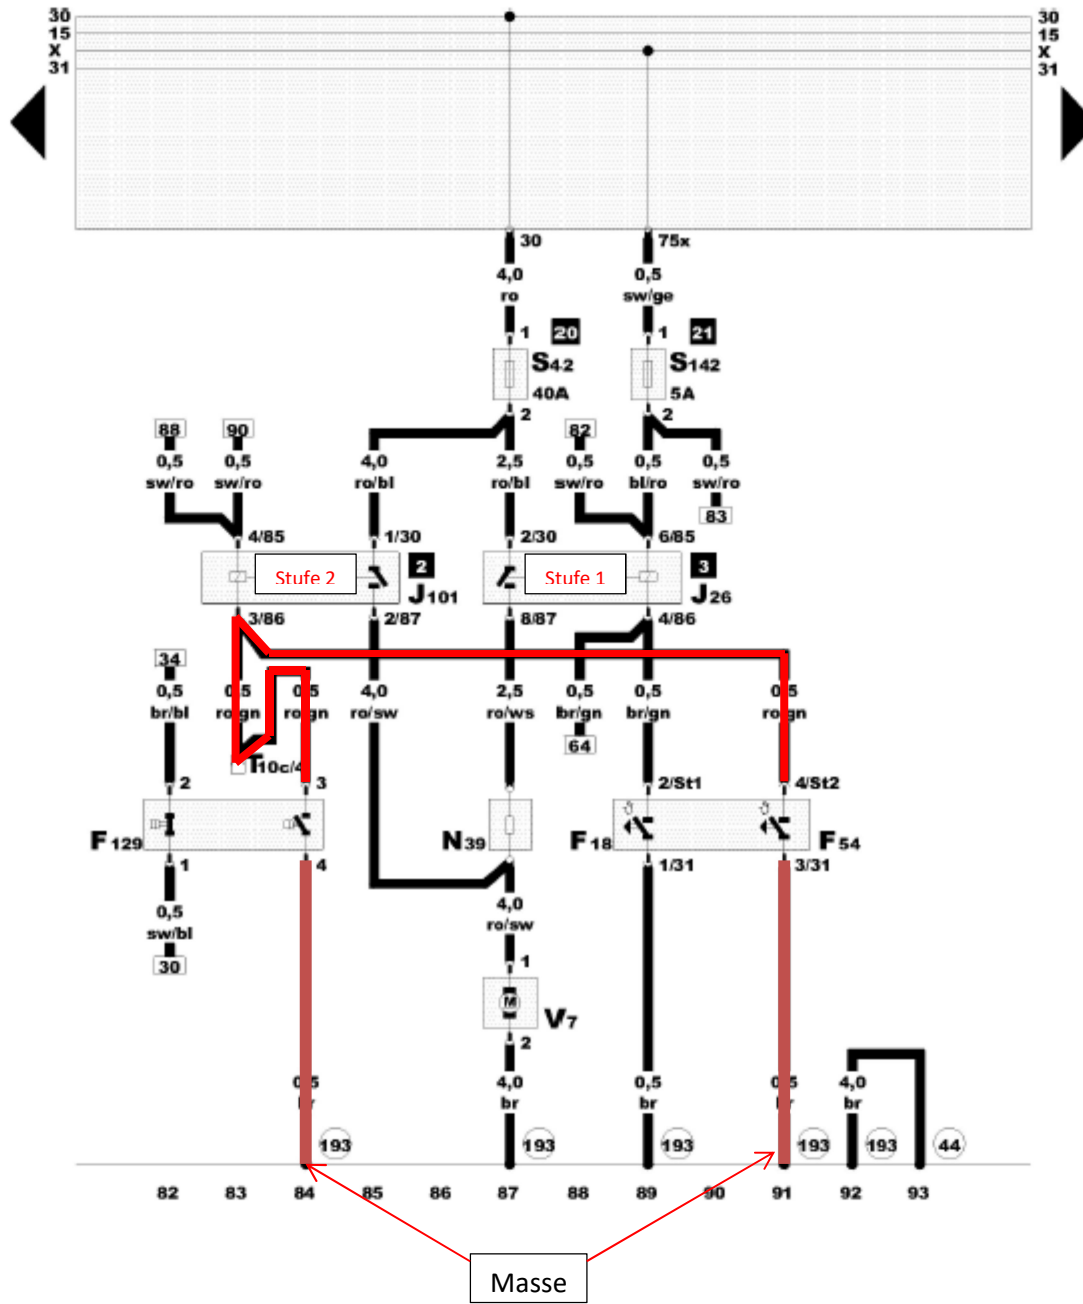 30 30
15 15
X X
31 31
30 75x
4,0 0,5
ro sw/ge
1 20 1 21
S42 S142
40A 5A
2 2
88 90 82
0,5 0,5 4,0 2,5 0,5 0,5 0,5
sw/ro sw/ro ro/bl ro/bl sw/ro bl/ro sw/ro
83
4/85 1/30 2/30 6/85
Stufe 2 2 Stufe 1 3
J101 J26
3/86 2/87 8/87 4/86
34
0,5 0,5 0,5 4,0 2,5 0,5 0,5 0,5
br/bl ro/gn ro/gn ro/sw ro/ws br/gn br/gn ro/gn
64
T10c/4
2 3 2/St1 4/St2
F129 N39 F18 F54
1 4 1/31 3/31
0,5 4,0
sw/bl ro/sw
30 1
M
V7
2
0,5 4,0 0,5 0,5 4,0
br br br br br
193 193 193 193 193 44
82 83 84 85 86 87 88 89 90 91 92 93
Masse